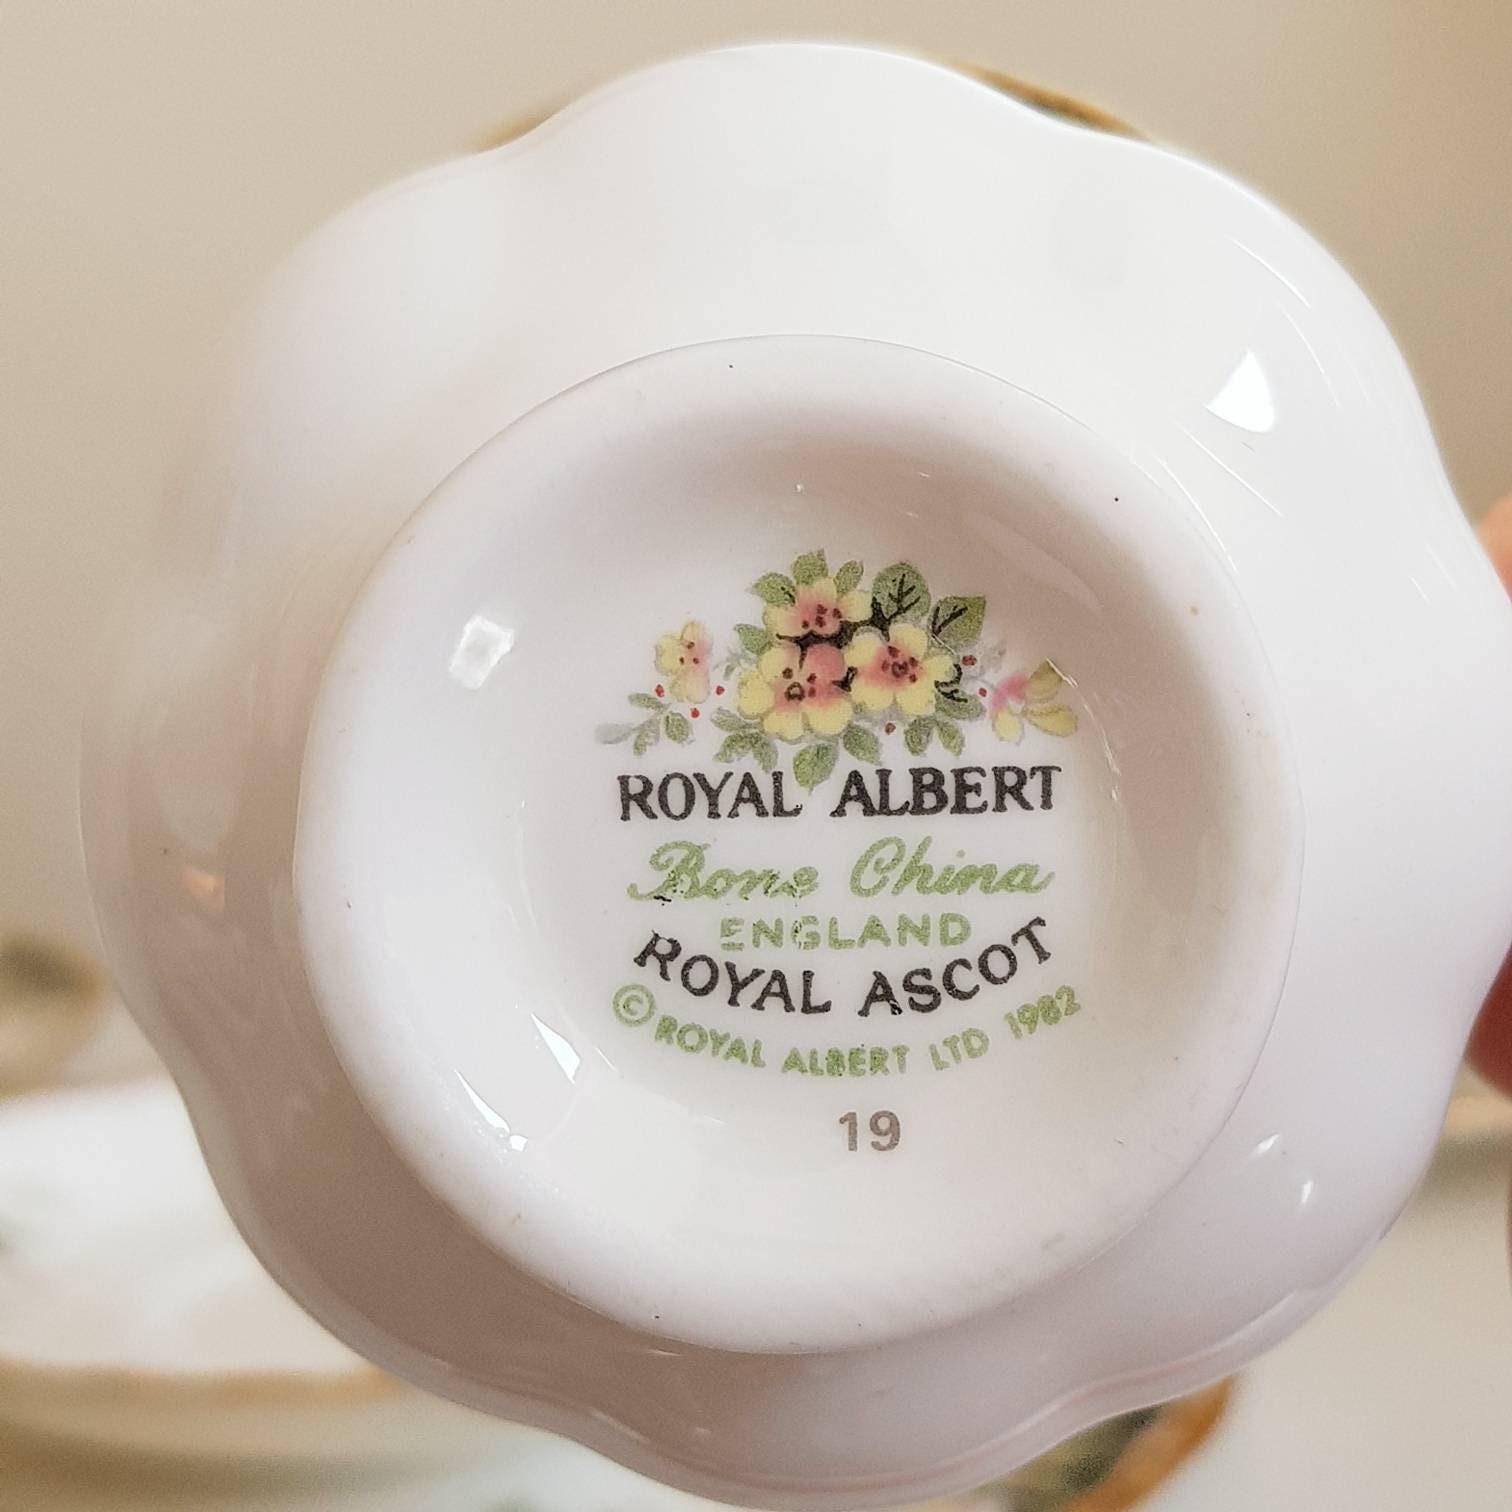 ROYAL ALBERT
Bone China
ENGLAND
ROYAL ASCOT
© ROYAL ALBERT LTD 1982
19